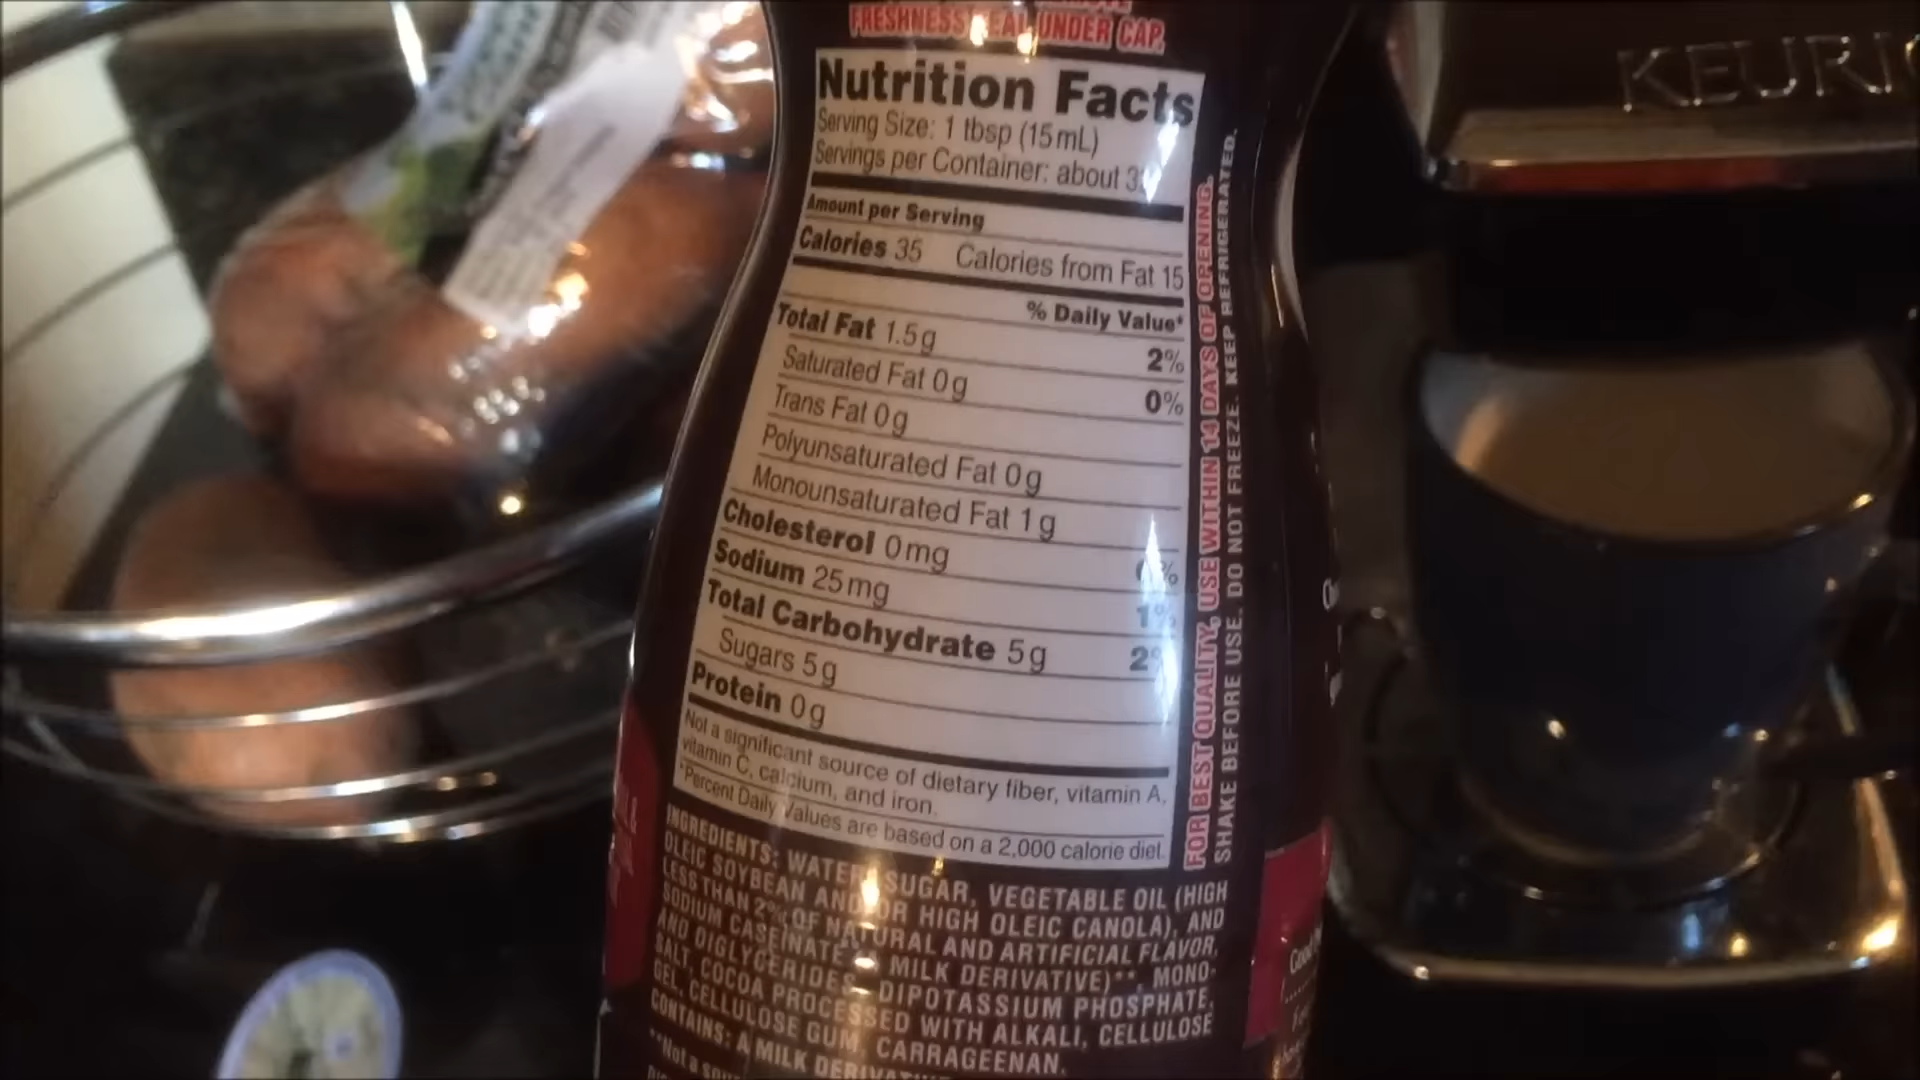 FRESHNESS SEAL UNDER CAP.
Nutrition Facts
Serving Size: 1 tbsp (15mL)
Servings per Container: about
Amount per Serving
Calories 35 Calories from Fat 15
% Daily Value*
Total Fat 1.5g 2%
Saturated Fat 0g 0%
Trans Fat 0g
Polyunsaturated Fat 0g
Monounsaturated Fat 1g
Cholesterol 0mg 0%
Sodium 25mg 1%
Total Carbohydrate 5g 2%
Sugars 5g
Protein 0g
Not a significant source of dietary fiber, vitamin A,
vitamin C, calcium, and iron.
*Percent Daily Values are based on a 2,000 calorie diet.
INGREDIENTS: WATER, SUGAR, VEGETABLE OIL (HIGH
OLEIC SOYBEAN AND/OR HIGH OLEIC CANOLA), AND
LESS THAN 2% OF NATURAL AND ARTIFICIAL FLAVOR,
SODIUM CASEINATE MILK DERIVATIVE)**, MONO-
AND DIGLYCERIDES, DIPOTASSIUM PHOSPHATE,
SALT, COCOA PROCESSED WITH ALKALI, CELLULOSE
GEL, CELLULOSE GUM, CARRAGEENAN.
CONTAINS: A MILK DERIVATIVE
**Not a
FOR BEST QUALITY, USE WITHIN 14 DAYS OF OPENING.
SHAKE BEFORE USE. DO NOT FREEZE. KEEP REFRIGERATED.
KEURI